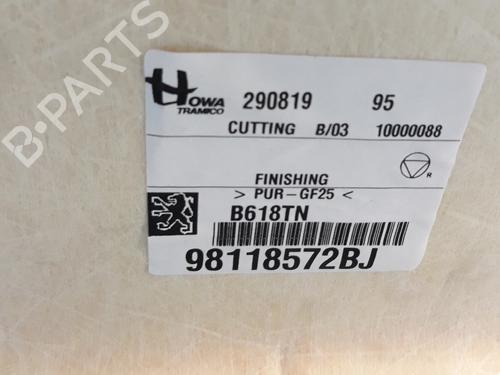 HOWA
TRAMICO
290819 95
CUTTING B/03 10000088
FINISHING
R
> PUR-GF25 <
B618TN
98118572BJ
B-PARTS